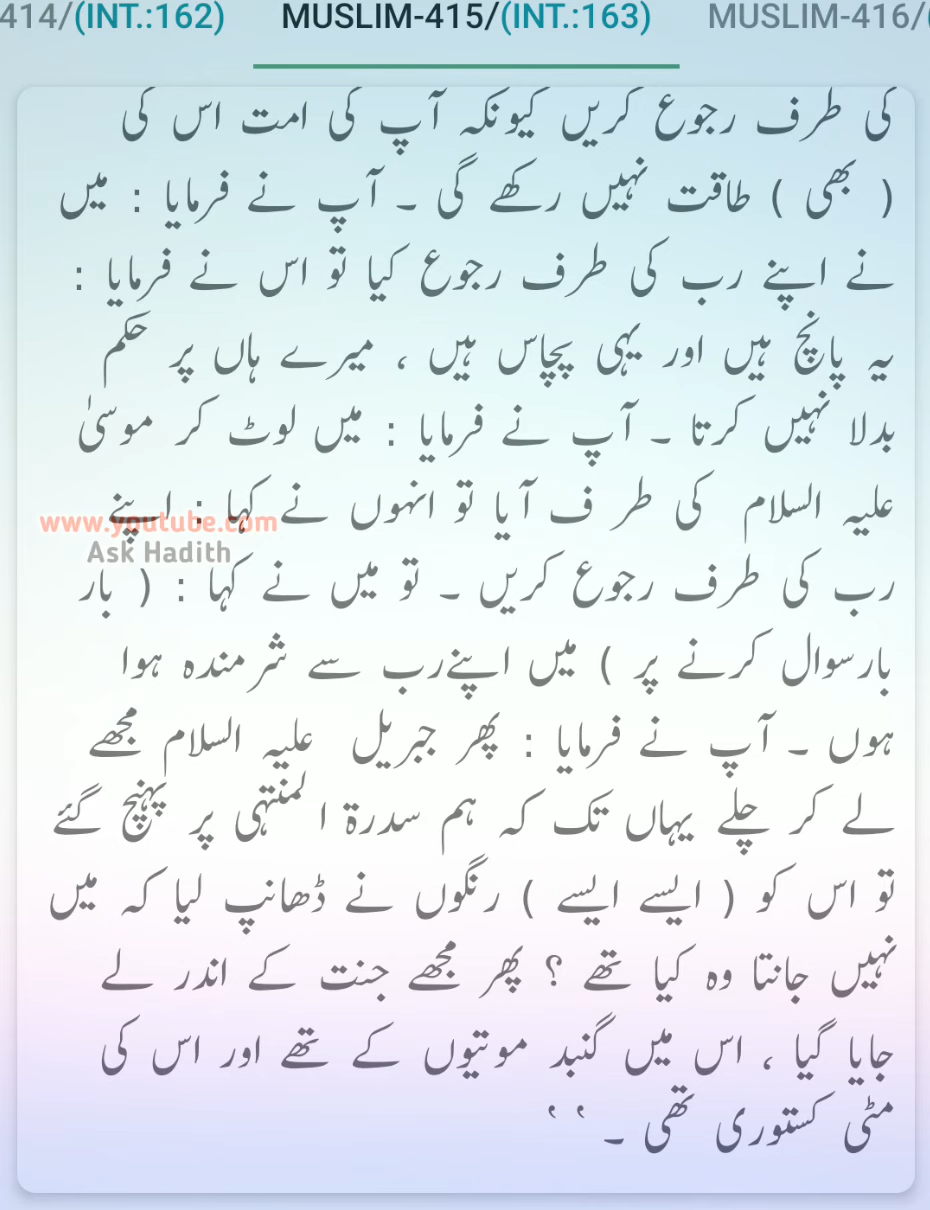 414/(INT.:162) MUSLIM-415/(INT.:163) MUSLIM-416/(
کی طرف رجوع کریں کیونکہ آپ کی امت اس کی
( بھی ) طاقت نہیں رکھے گی ۔ آپ نے فرمایا : میں
نے اپنے رب کی طرف رجوع کیا تو اس نے فرمایا :
یہ پانچ ہیں اور یہی پچاس ہیں ، میرے ہاں پر حکم
بدلا نہیں کرتا ۔ آپ نے فرمایا : میں لوٹ کر موسیٰ
علیہ السلام کی طر ف آیا تو انہوں نے کہا : اپنے
www.youtube.com
Ask Hadith
رب کی طرف رجوع کریں ۔ تو میں نے کہا : ( بار
بارسوال کرنے پر ) میں اپنےرب سے شر مندہ ہوا
ہوں ۔ آپ نے فرمایا : پھر جبریل علیہ السلام مجھے
لے کر چلے یہاں تک کہ ہم سدرۃ ا لمنتہی پر پہنچ گئے
تو اس کو ( ایسے ایسے ) رنگوں نے ڈھانپ لیا کہ میں
نہیں جانتا وہ کیا تھے ؟ پھر مجھے جنت کے اندر لے
جایا گیا ، اس میں گنبد موتیوں کے تھے اور اس کی
مٹی کستوری تھی ۔ ‘ ‘